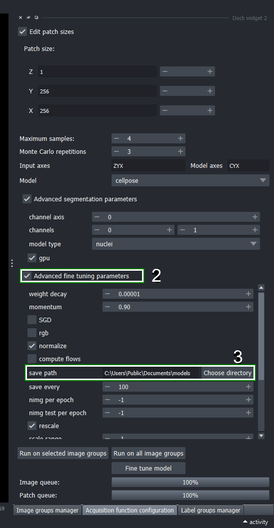 Dock widget 2
Edit patch sizes
Patch size:
Z 1
Y 256
X 256
Maximum samples: 4
Monte Carlo repetitions 3
Input axes ZYX Model axes CYX
Model cellpose
Advanced segmentation parameters
channel axis 0
channels 0 1
model type nuclei
gpu
Advanced fine tuning parameters 2
weight decay 0.00001
momentum 0.90
SGD
rgb
normalize
compute flows
3
save path C:\Users\Public\Documents\models Choose directory
save every 100
nimg per epoch -1
nimg test per epoch -1
rescale
scale range
Run on selected image groups Run on all image groups
Fine tune model
Image queue: 100%
Patch queue: 100%
Image groups manager Acquisition function configuration Label groups manager
activity